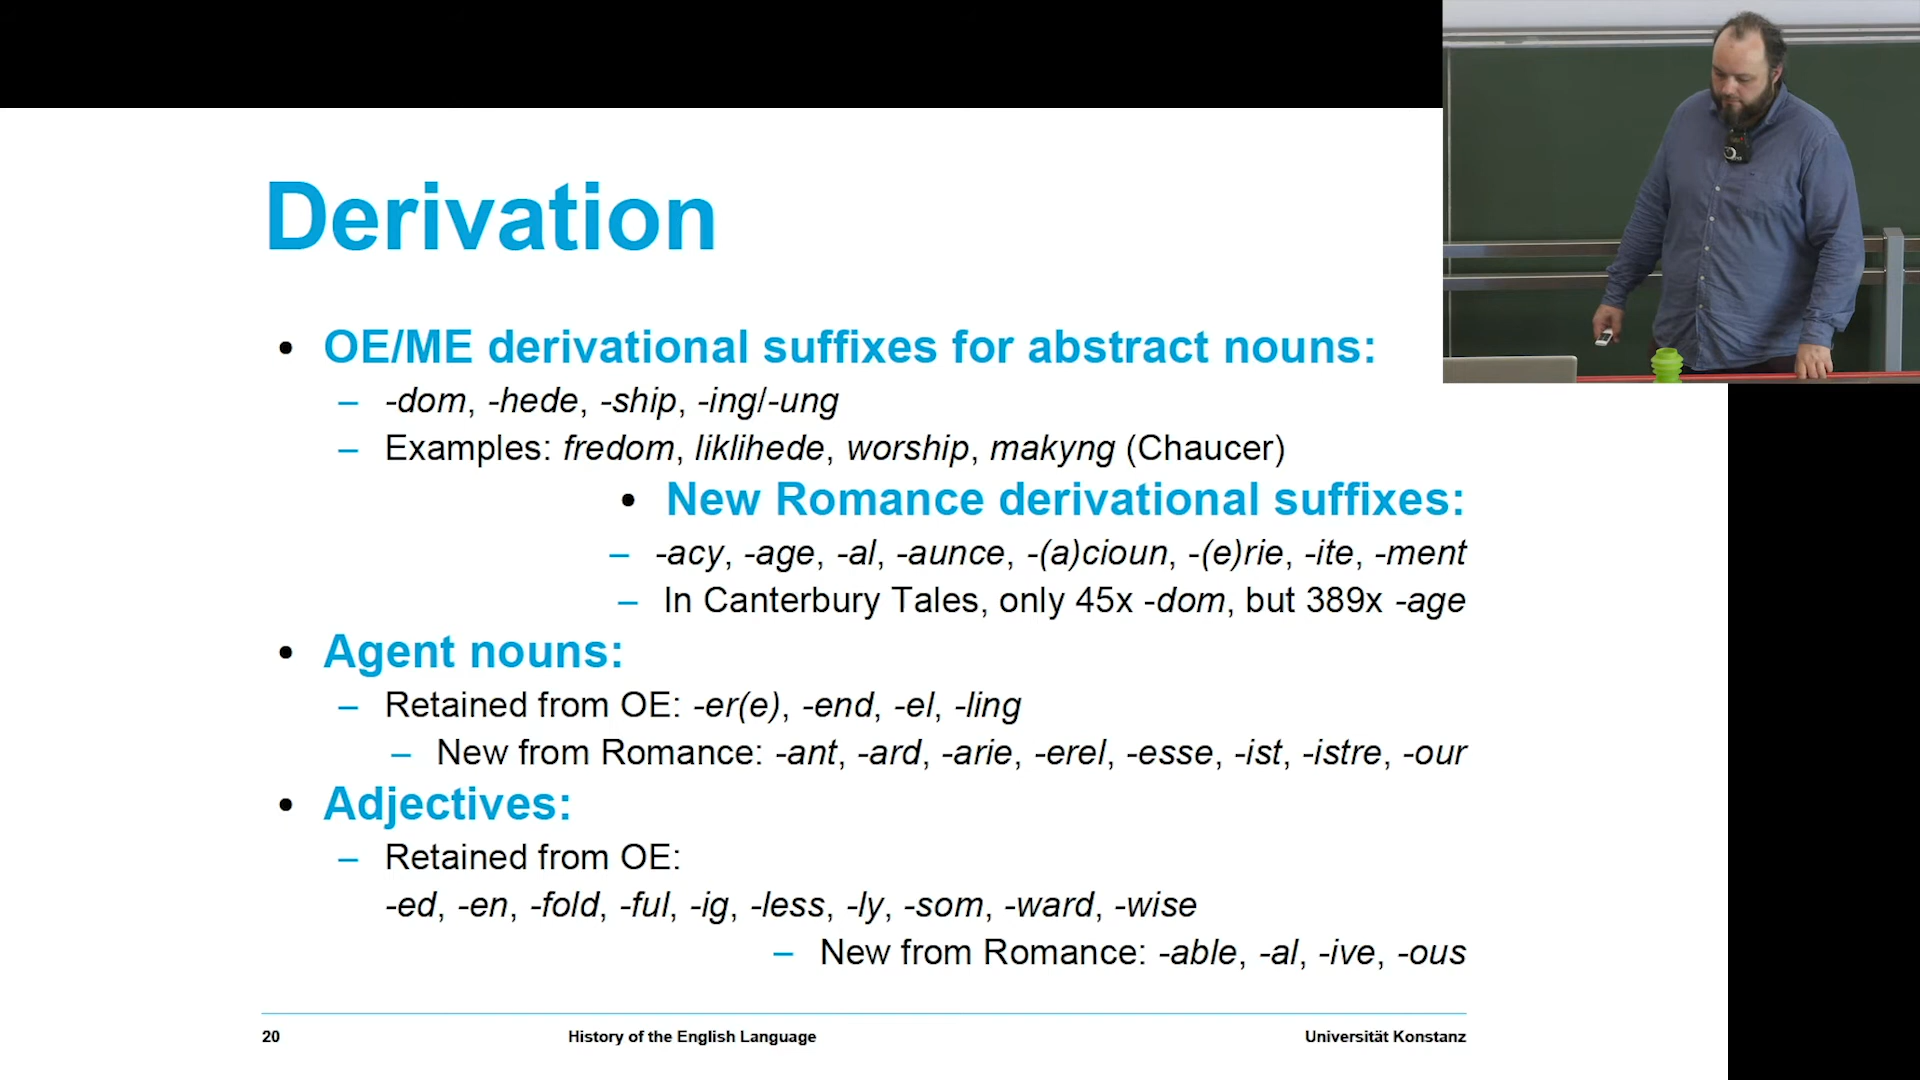 Derivation
• OE/ME derivational suffixes for abstract nouns:
– -dom, -hede, -ship, -ing/-ung
– Examples: fredom, liklihede, worship, makyng (Chaucer)
• New Romance derivational suffixes:
– -acy, -age, -al, -aunce, -(a)cioun, -(e)rie, -ite, -ment
– In Canterbury Tales, only 45x -dom, but 389x -age
• Agent nouns:
– Retained from OE: -er(e), -end, -el, -ling
– New from Romance: -ant, -ard, -arie, -erel, -esse, -ist, -istre, -our
• Adjectives:
– Retained from OE:
-ed, -en, -fold, -ful, -ig, -less, -ly, -som, -ward, -wise
– New from Romance: -able, -al, -ive, -ous
20 History of the English Language Universität Konstanz